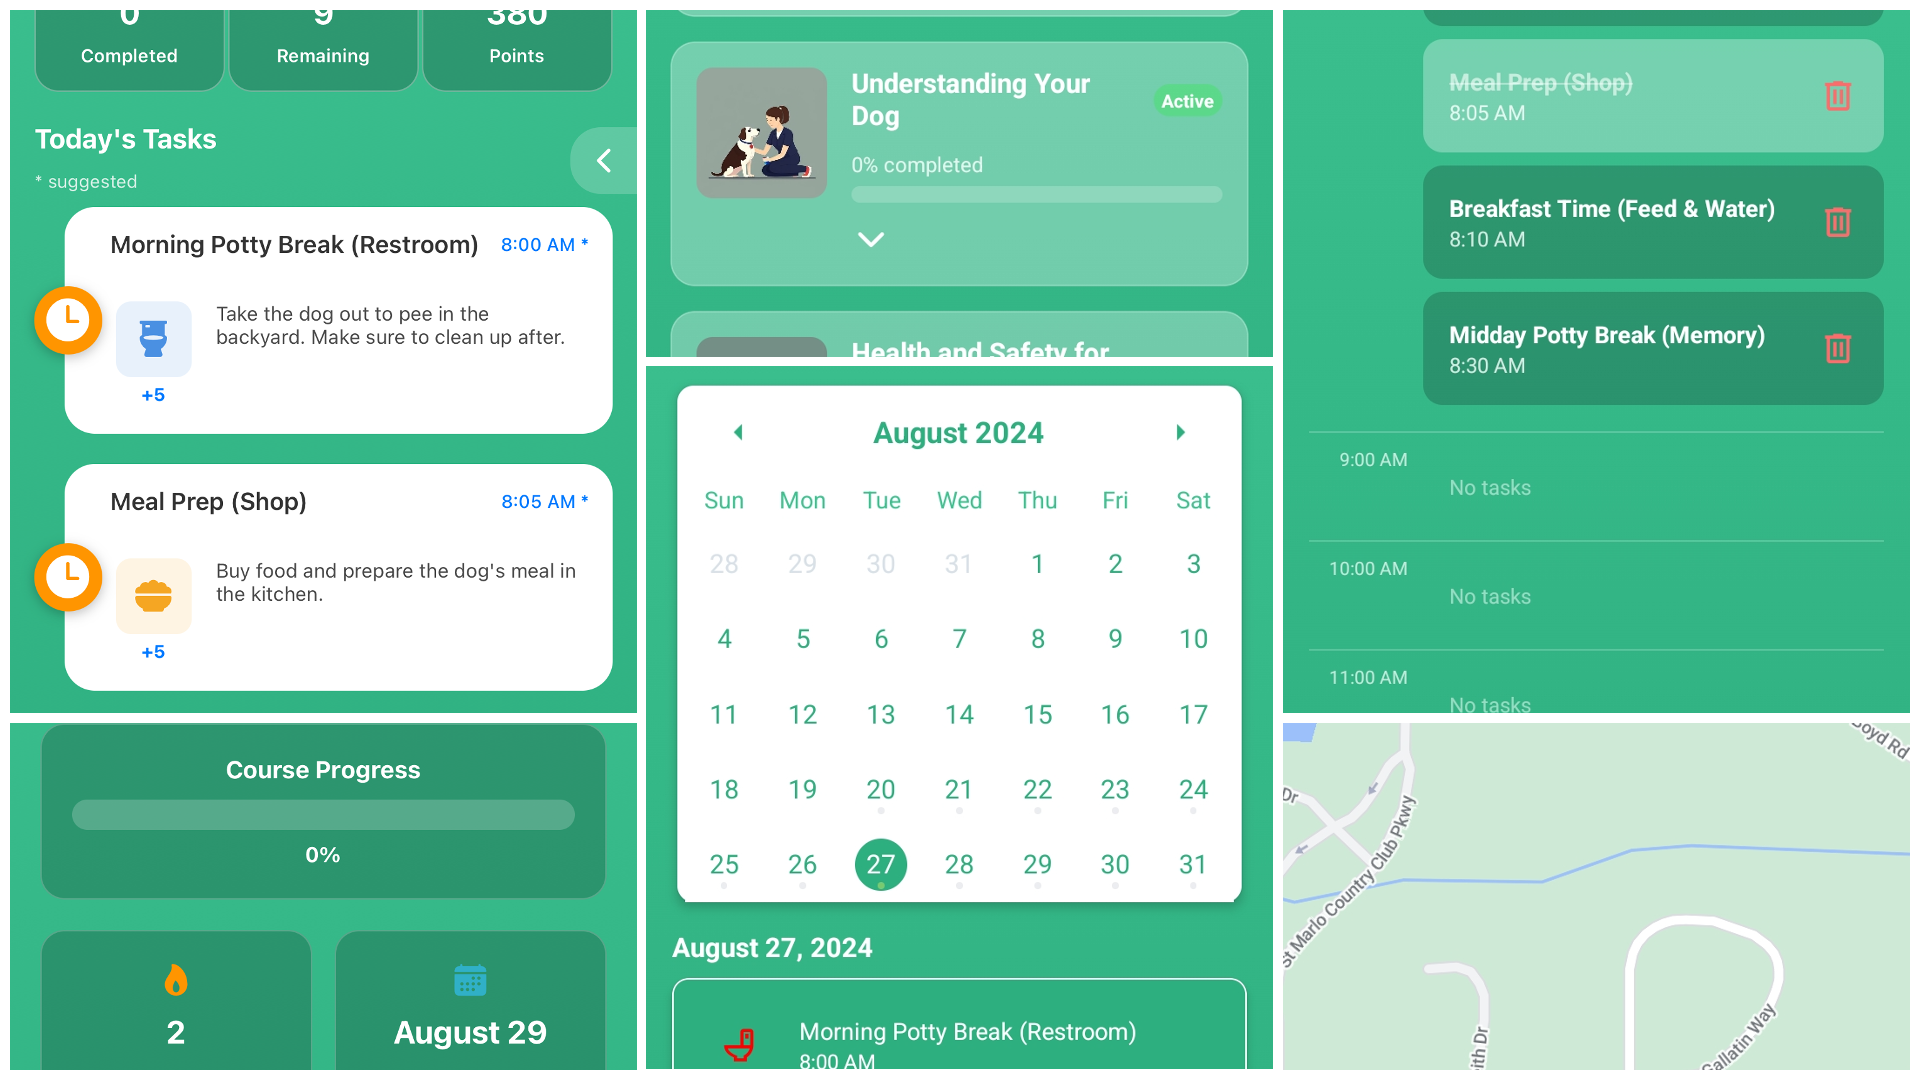 0
9
380
Completed
Remaining
Points
Today's Tasks
* suggested
Morning Potty Break (Restroom)
8:00 AM *
Take the dog out to pee in the
backyard. Make sure to clean up after.
+5
Meal Prep (Shop)
8:05 AM *
Buy food and prepare the dog's meal in
the kitchen.
+5
Course Progress
0%
2
August 29
Understanding Your
Dog
Active
0% completed
Health and Safety for
August 2024
Sun Mon Tue Wed Thu Fri Sat
28 29 30 31 1 2 3
4 5 6 7 8 9 10
11 12 13 14 15 16 17
18 19 20 21 22 23 24
25 26 27 28 29 30 31
August 27, 2024
Morning Potty Break (Restroom)
8:00 AM
Meal Prep (Shop)
8:05 AM
Breakfast Time (Feed & Water)
8:10 AM
Midday Potty Break (Memory)
8:30 AM
9:00 AM
No tasks
10:00 AM
No tasks
11:00 AM
No tasks
Dr
St Marlo Country Club Pkwy
Rd
Dr
Gallatin Way